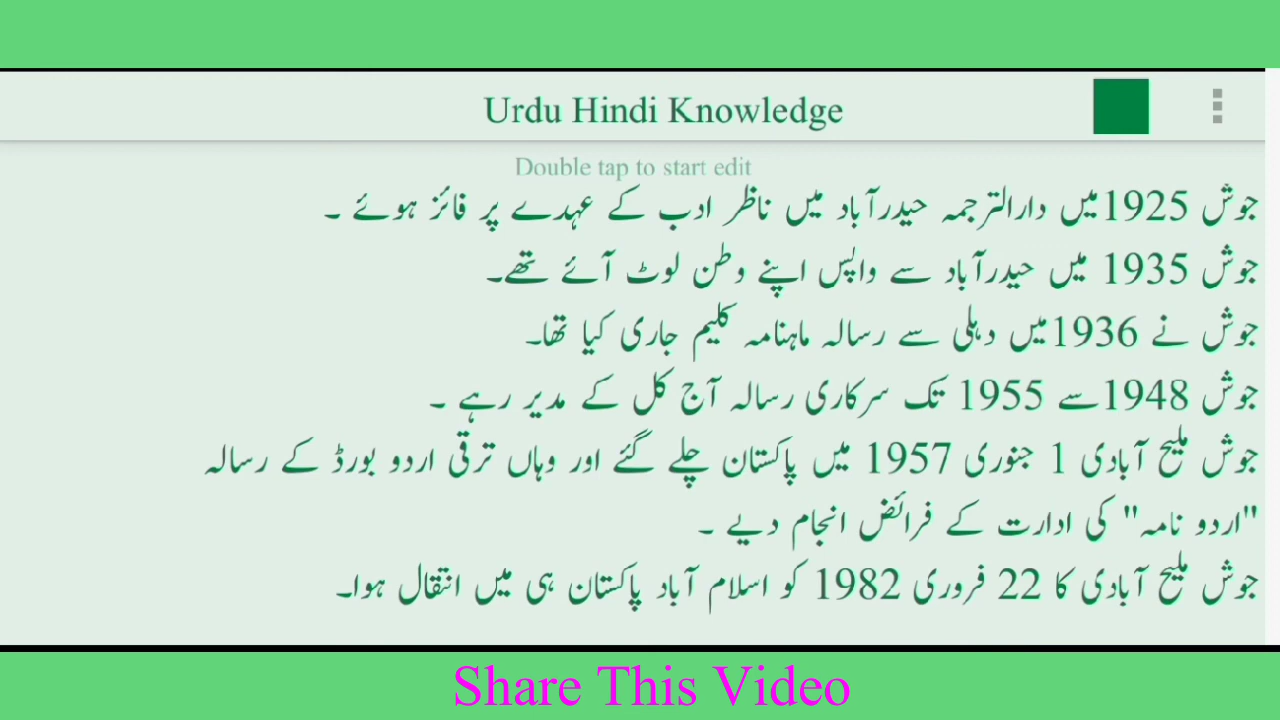 Urdu Hindi Knowledge
Double tap to start edit
جوش 1925میں دارالترجمہ حیدرآباد میں ناظر ادب کے عہدے پر فائز ہوئے ۔
جوش 1935 میں حیدرآباد سے واپس اپنے وطن لوٹ آئے تھے۔
جوش نے 1936میں دہلی سے رسالہ ماہنامہ کلیم جاری کیا تھا۔
جوش 1948سے 1955 تک سرکاری رسالہ آج کل کے مدیر رہے ۔
جوش ملیح آبادی 1 جنوری 1957 میں پاکستان چلے گئے اور وہاں ترقی اردو بورڈ کے رسالہ
"اردو نامہ" کی ادارت کے فرائض انجام دیے ۔
جوش ملیح آبادی کا 22 فروری 1982 کو اسلام آباد پاکستان ہی میں انتقال ہوا۔
Share This Video